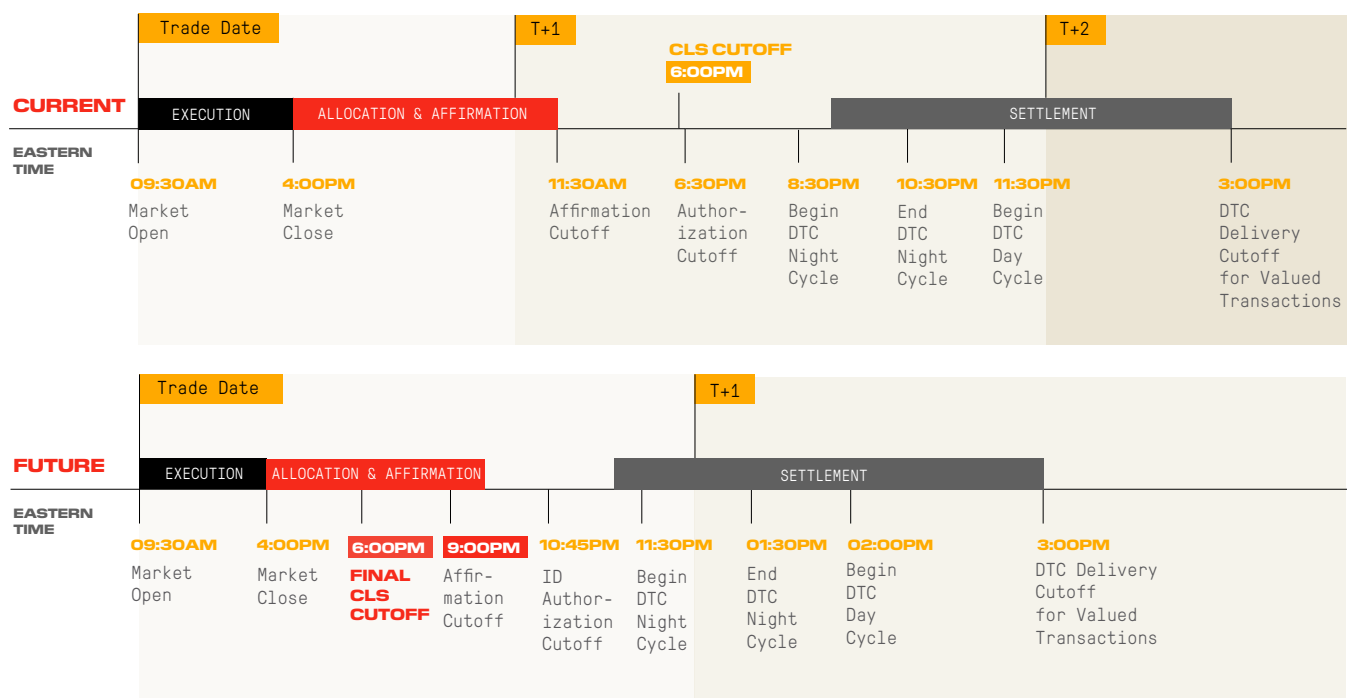 Trade Date
T+1
T+2
CLS CUTOFF
6:00PM
CURRENT
EXECUTION
ALLOCATION & AFFIRMATION
SETTLEMENT
EASTERN
TIME
09:30AM
Market
Open
4:00PM
Market
Close
11:30AM
Affirmation
Cutoff
6:30PM
Author-
ization
Cutoff
8:30PM
Begin
DTC
Night
Cycle
10:30PM
End
DTC
Night
Cycle
11:30PM
Begin
DTC
Day
Cycle
3:00PM
DTC
Delivery
Cutoff
for Valued
Transactions
Trade Date
T+1
FUTURE
EXECUTION
ALLOCATION & AFFIRMATION
SETTLEMENT
EASTERN
TIME
09:30AM
Market
Open
4:00PM
Market
Close
6:00PM
FINAL
CLS
CUTOFF
9:00PM
Affir-
mation
Cutoff
10:45PM
ID
Author-
ization
Cutoff
11:30PM
Begin
DTC
Night
Cycle
01:30PM
End
DTC
Night
Cycle
02:00PM
Begin
DTC
Day
Cycle
3:00PM
DTC Delivery
Cutoff
for Valued
Transactions